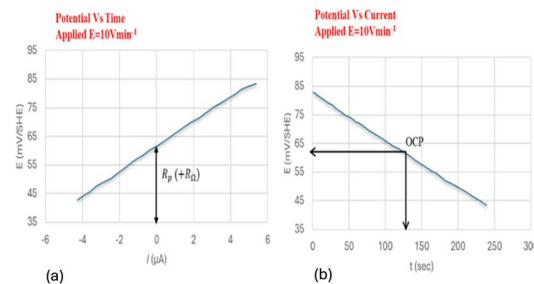 Potential Vs Time
Applied E=10Vmin-1
95
85
75
65
55
45
35
E (mV/SHE)
Rp (+RΩ)
-6 -4 -2 0 2 4 6
I (μA)
(a)
Potential Vs Current
Applied E=10Vmin-1
95
85
75
65
55
45
35
E (mV/SHE)
OCP
0 50 100 150 200 250 30
t (sec)
(b)